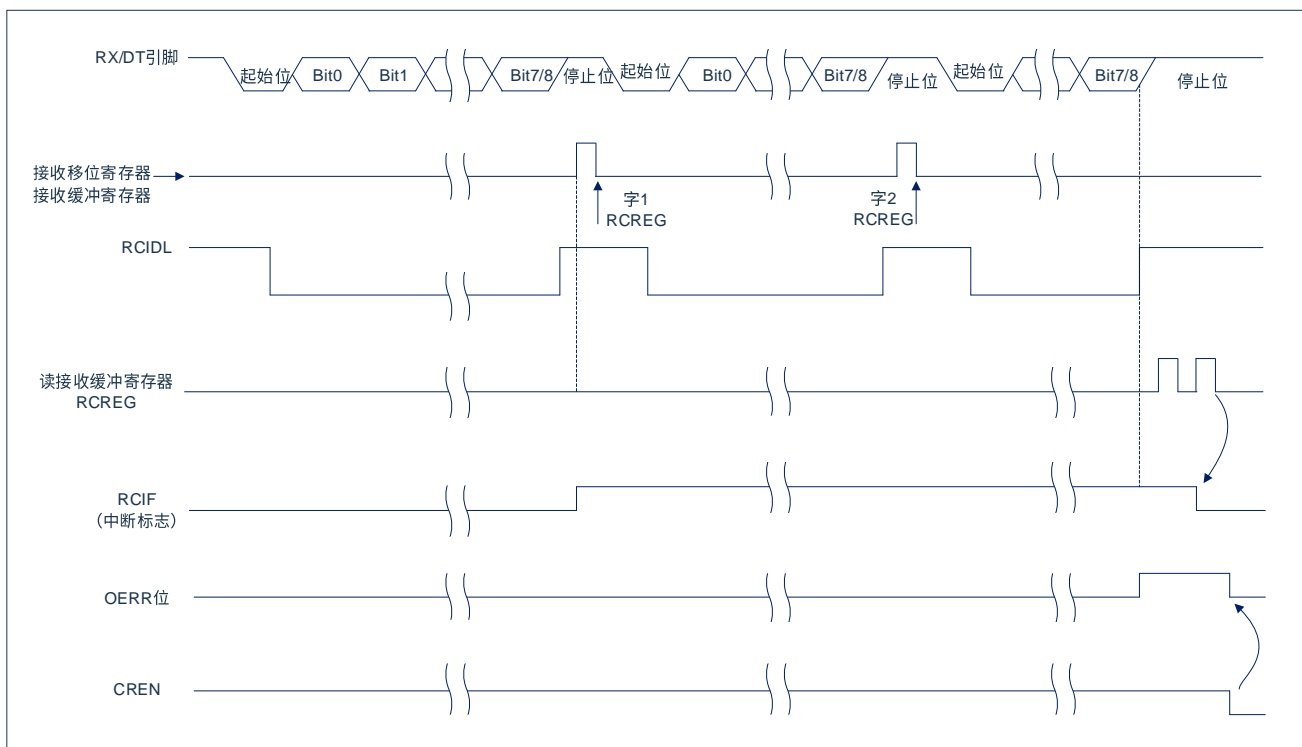 RX/DT引脚
起始位 Bit0 Bit1 Bit7/8 停止位 起始位 Bit0 Bit7/8 停止位 起始位 Bit7/8 停止位
接收移位寄存器
接收缓冲寄存器
字1
RCREG
字2
RCREG
RCIDL
读接收缓冲寄存器
RCREG
RCIF
(中断标志)
OERR位
CREN